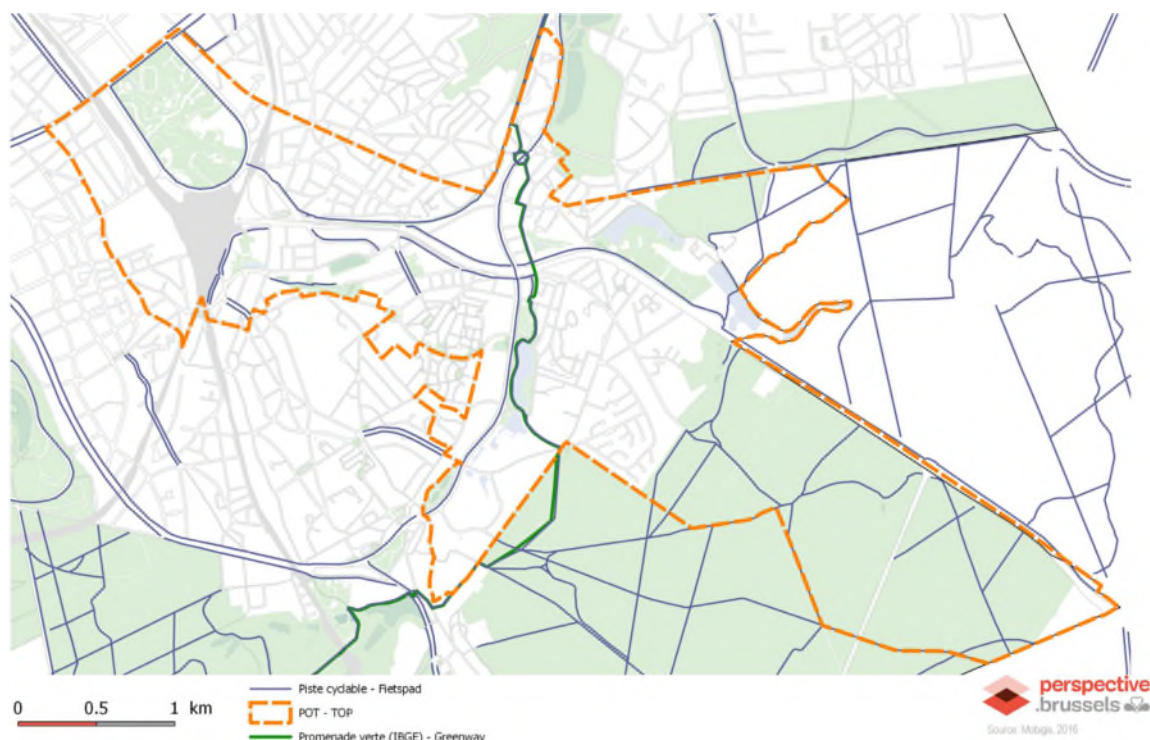 Piste cyclable - Fietspad
0 0.5 1 km
POT - TOP
Promenade verte (IBGE) - Greenway
perspective
.brussels
Source: Mobigis, 2016